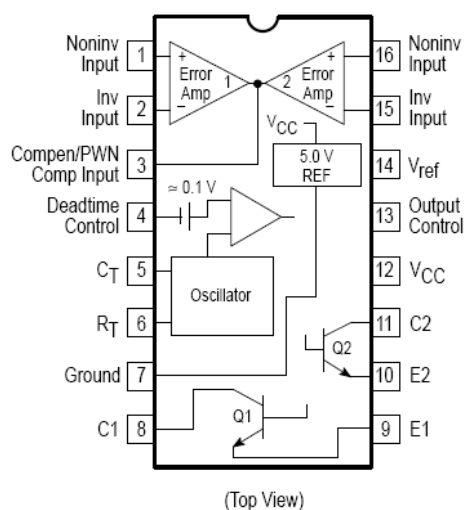 Noninv
Input
1
+
Error
Amp
1
2
Error
Amp
+
16
Noninv
Input
Inv
Input
2
–
–
15
Inv
Input
VCC
Compen/PWN
Comp Input
3
5.0 V
REF
14
Vref
≈ 0.1 V
Deadtime
Control
4
13
Output
Control
CT
5
Oscillator
12
VCC
RT
6
Q2
11
C2
Ground
7
10
E2
C1
8
Q1
9
E1
(Top View)